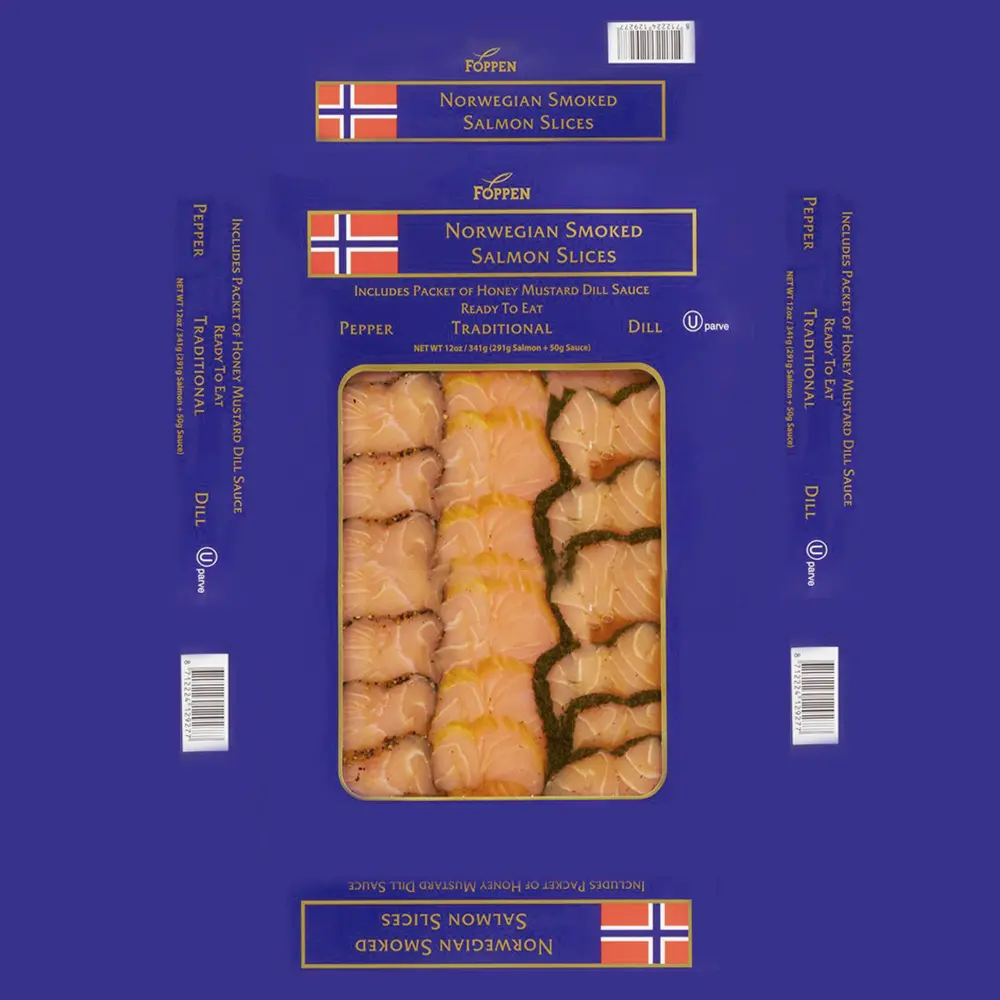 8 712224 129277
FOPPEN
NORWEGIAN SMOKED
SALMON SLICES
FOPPEN
NORWEGIAN SMOKED
SALMON SLICES
INCLUDES PACKET OF HONEY MUSTARD DILL SAUCE
READY TO EAT
PEPPER TRADITIONAL DILL U parve
NET WT 12oz / 341g (291g Salmon + 50g Sauce)
INCLUDES PACKET OF HONEY MUSTARD DILL SAUCE
READY TO EAT
PEPPER TRADITIONAL DILL U parve
NET WT 12oz / 341g (291g Salmon + 50g Sauce)
8 712224 129277
INCLUDES PACKET OF HONEY MUSTARD DILL SAUCE
READY TO EAT
PEPPER TRADITIONAL DILL U parve
NET WT 12oz / 341g (291g Salmon + 50g Sauce)
8 712224 129277
NORWEGIAN SMOKED
SALMON SLICES
INCLUDES PACKET OF HONEY MUSTARD DILL SAUCE